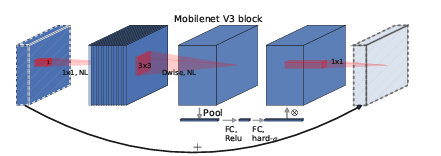 Mobilenet V3 block
1x1, NL
3x3
Dwise, NL
1x1
Pool
FC,
Relu
FC,
hard-σ